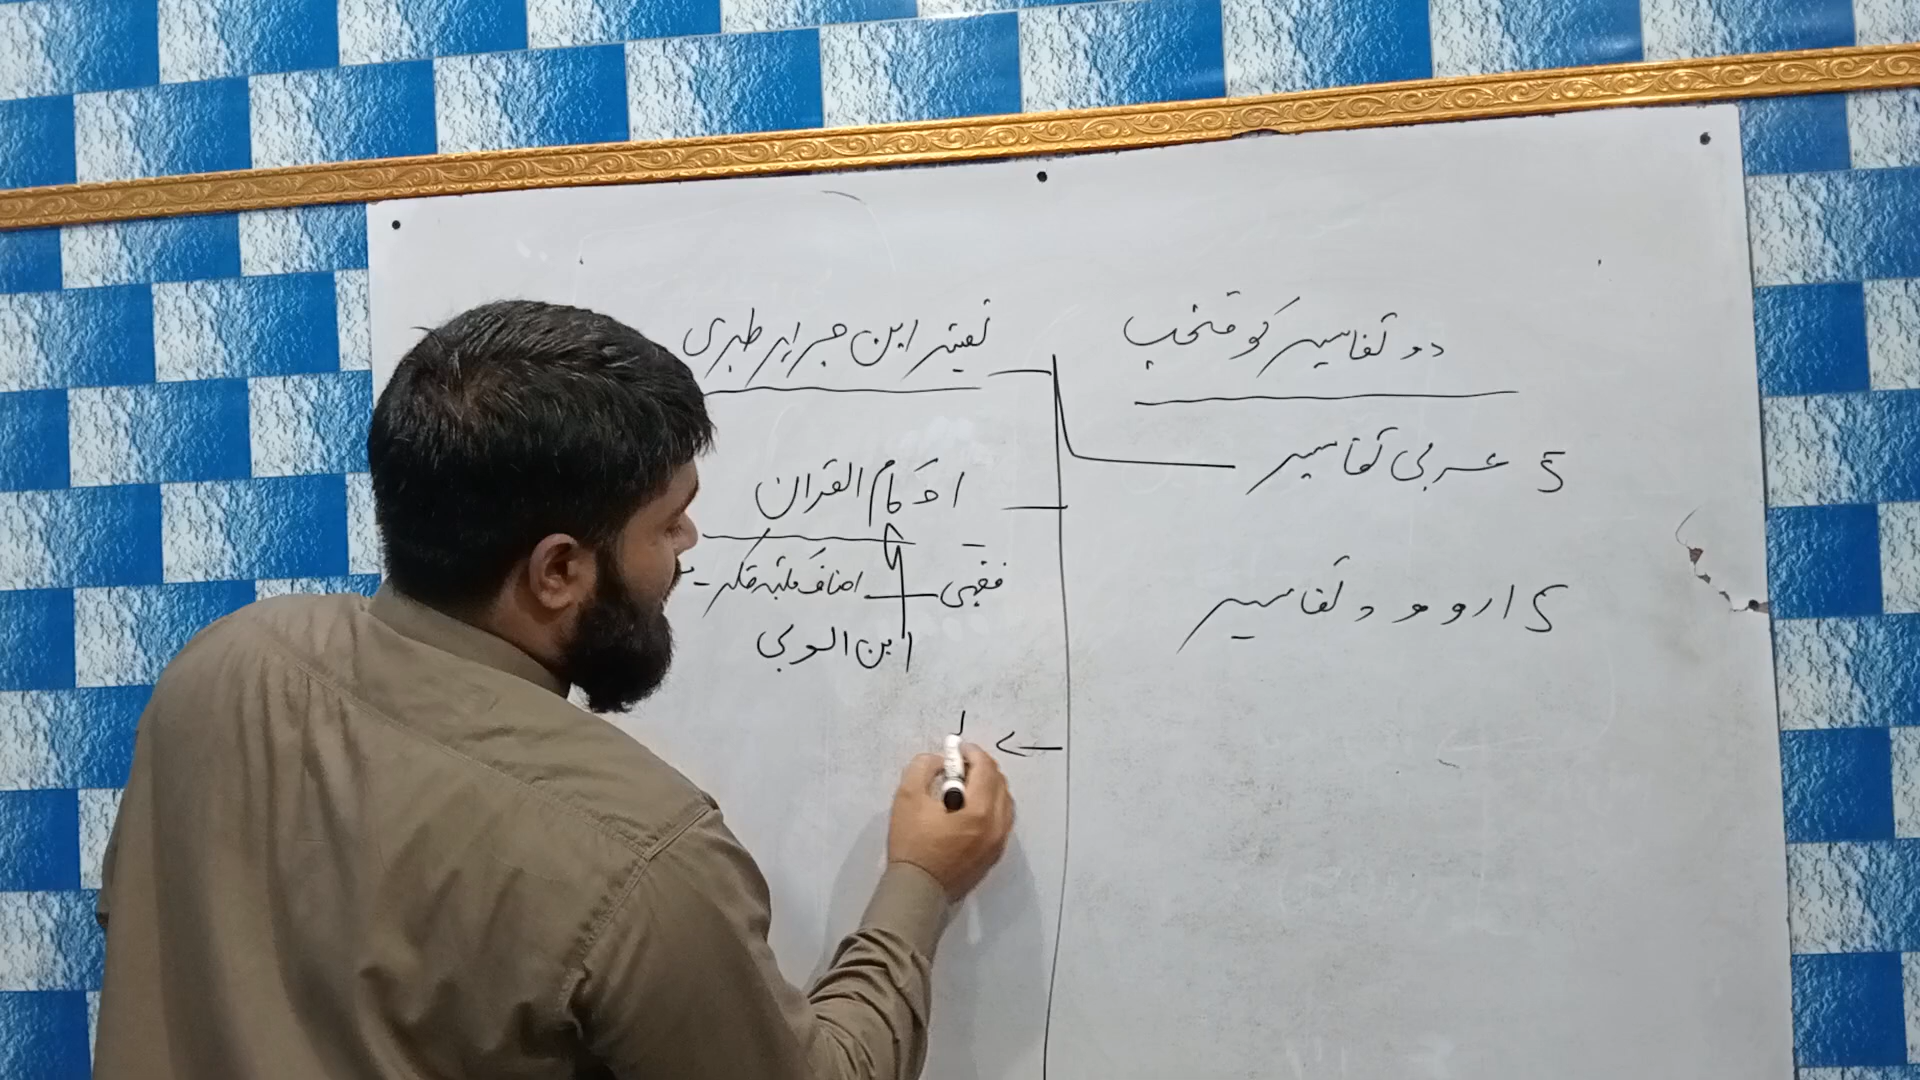 دو تفاسیر کو منتخب
5 عربی تفاسیر
5 اردو تفاسیر
تفسیر ابن جریر طبری
احکام القرآن
فقہی
ابن العربی
ا